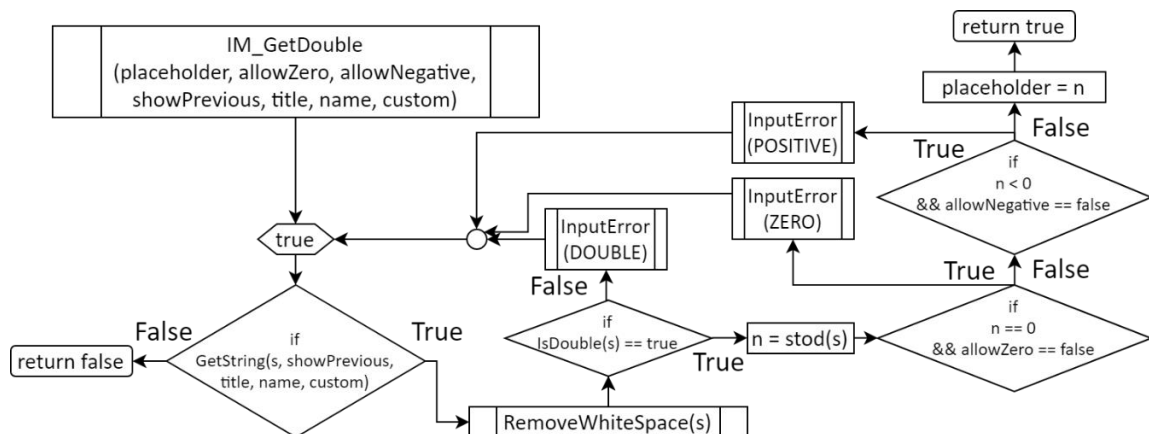 IM_GetDouble
(placeholder, allowZero, allowNegative,
showPrevious, title, name, custom)
true
if
GetString(s, showPrevious,
title, name, custom)
False
True
return false
RemoveWhiteSpace(s)
if
IsDouble(s) == true
False
True
InputError
(DOUBLE)
n = stod(s)
if
n == 0
&& allowZero == false
True
False
InputError
(ZERO)
if
n < 0
&& allowNegative == false
True
False
InputError
(POSITIVE)
placeholder = n
return true